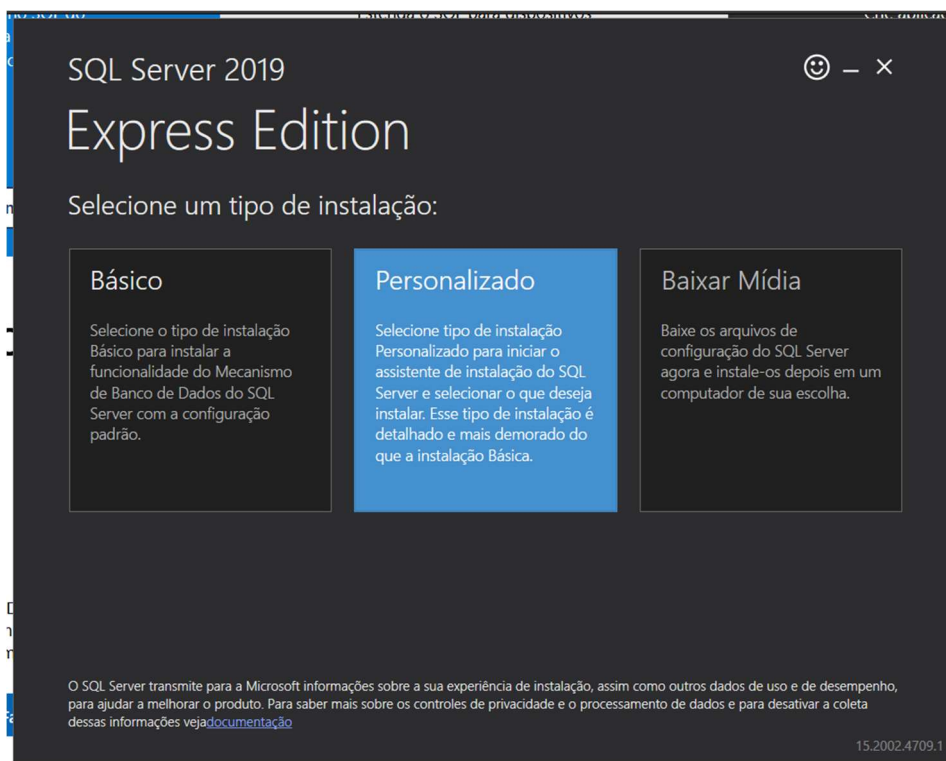 SQL Server 2019
Express Edition
Selecione um tipo de instalação:
Básico
Selecione o tipo de instalação
Básico para instalar a
funcionalidade do Mecanismo
de Banco de Dados do SQL
Server com a configuração
padrão.
Personalizado
Selecione tipo de instalação
Personalizado para iniciar o
assistente de instalação do SQL
Server e selecionar o que deseja
instalar. Esse tipo de instalação é
detalhado e mais demorado do
que a instalação Básica.
Baixar Mídia
Baixe os arquivos de
configuração do SQL Server
agora e instale-os depois em um
computador de sua escolha.
O SQL Server transmite para a Microsoft informações sobre a sua experiência de instalação, assim como outros dados de uso e de desempenho,
para ajudar a melhorar o produto. Para saber mais sobre os controles de privacidade e o processamento de dados e para desativar a coleta
dessas informações vejadocumentação
15.2002.4709.1